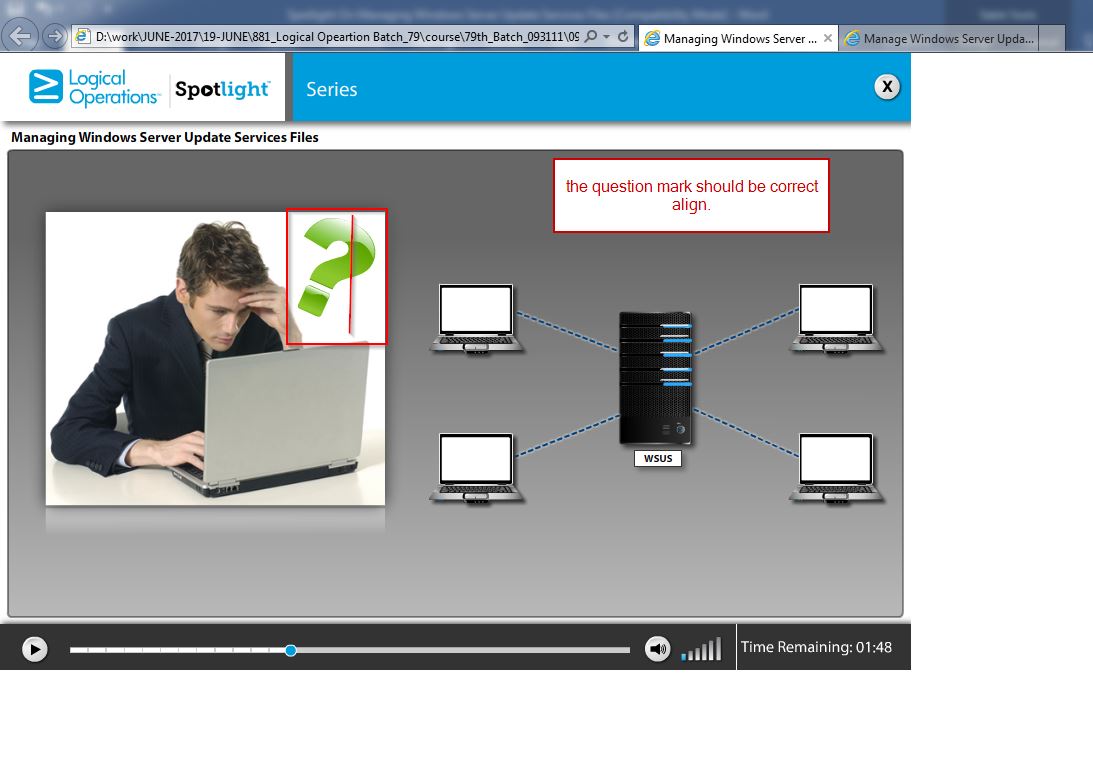 D:\work\JUNE-2017\19-JUNE\881_Logical Opeartion Batch_79\course\79th_Batch_093111\09
Managing Windows Server ...
Manage Windows Server Upda...
Logical
Operations™
Spotlight™
Series
X
Managing Windows Server Update Services Files
the question mark should be correct
align.
?
WSUS
Time Remaining: 01:48